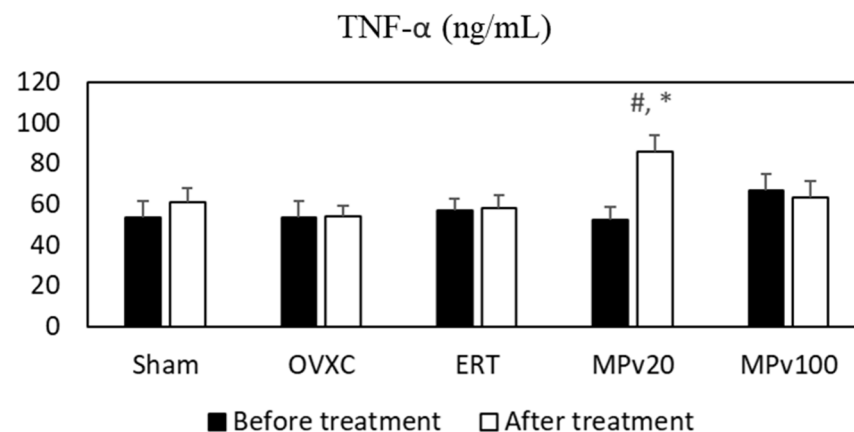 TNF-α (ng/mL)
120
#, *
100
80
60
40
20
0
Sham OVXC ERT MPv20 MPv100
Before treatment After treatment